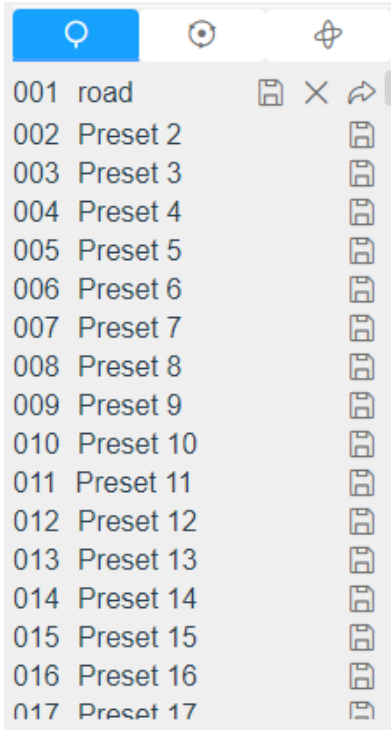 001 road
002 Preset 2
003 Preset 3
004 Preset 4
005 Preset 5
006 Preset 6
007 Preset 7
008 Preset 8
009 Preset 9
010 Preset 10
011 Preset 11
012 Preset 12
013 Preset 13
014 Preset 14
015 Preset 15
016 Preset 16
017 Preset 17